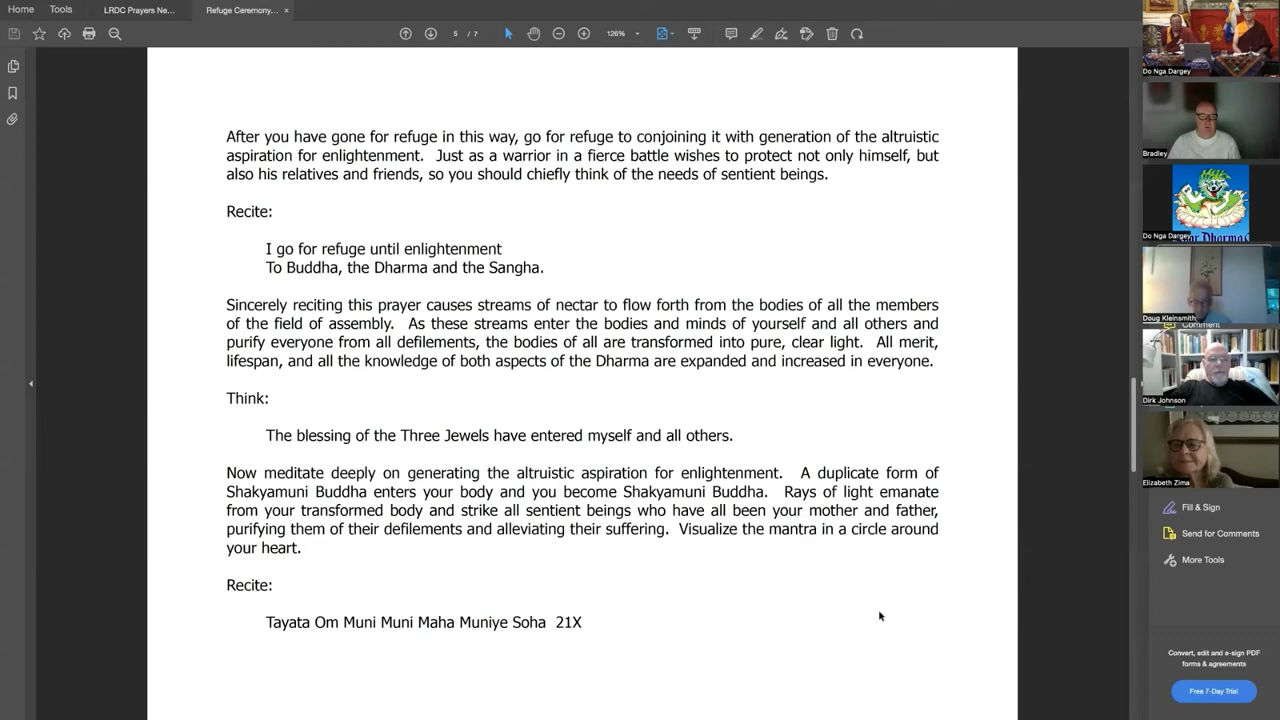 Home
Tools
LRDC Prayers Ne...
Refuge Ceremony...
×
5 / 7
126%
After you have gone for refuge in this way, go for refuge to conjoining it with generation of the altruistic
aspiration for enlightenment. Just as a warrior in a fierce battle wishes to protect not only himself, but
also his relatives and friends, so you should chiefly think of the needs of sentient beings.
Recite:
I go for refuge until enlightenment
To Buddha, the Dharma and the Sangha.
Sincerely reciting this prayer causes streams of nectar to flow forth from the bodies of all the members
of the field of assembly. As these streams enter the bodies and minds of yourself and all others and
purify everyone from all defilements, the bodies of all are transformed into pure, clear light. All merit,
lifespan, and all the knowledge of both aspects of the Dharma are expanded and increased in everyone.
Think:
The blessing of the Three Jewels have entered myself and all others.
Now meditate deeply on generating the altruistic aspiration for enlightenment. A duplicate form of
Shakyamuni Buddha enters your body and you become Shakyamuni Buddha. Rays of light emanate
from your transformed body and strike all sentient beings who have all been your mother and father,
purifying them of their defilements and alleviating their suffering. Visualize the mantra in a circle around
your heart.
Recite:
Tayata Om Muni Muni Maha Muniye Soha 21X
Do Nga Dargey
Bradley
Dharma
Do Nga Dargey
Doug Kleinsmith
Comment
Dirk Johnson
Elizabeth Zima
Fill & Sign
Send for Comments
More Tools
Convert, edit and e-sign PDF
forms & agreements
Free 7-Day Trial